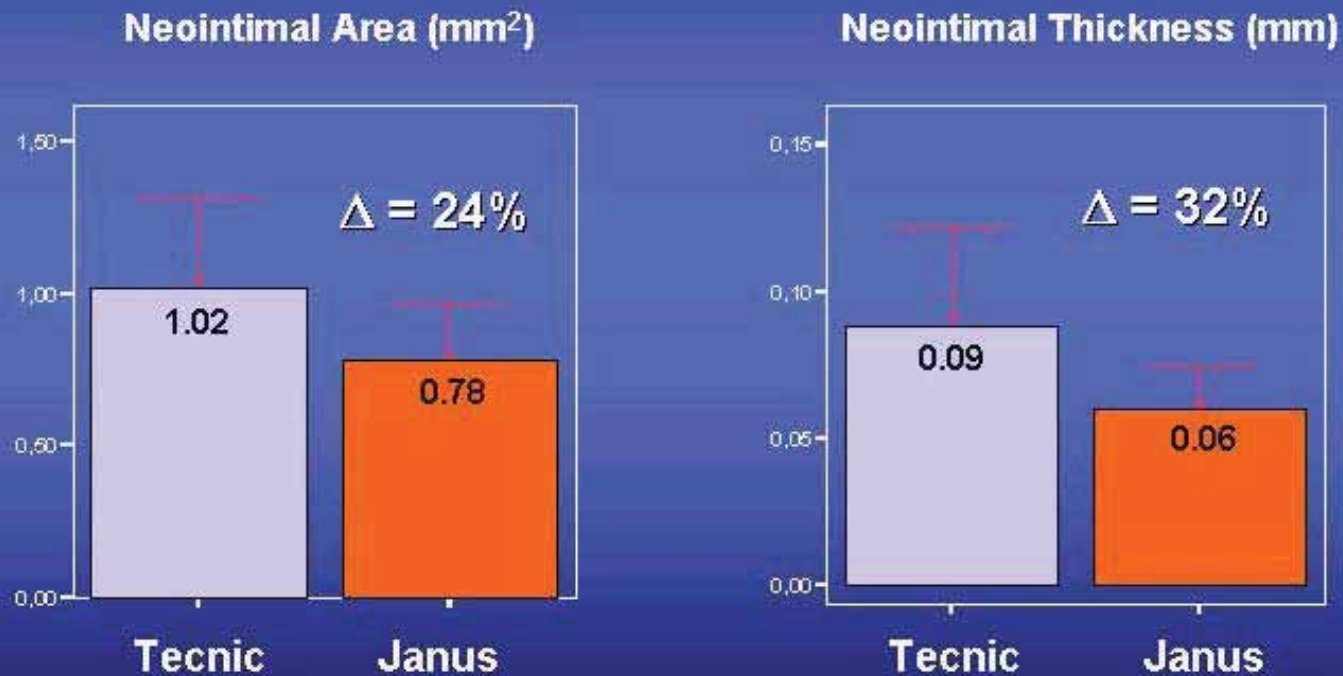 Neointimal Area (mm²)
1,50
1,00
0,50
0,00
Δ = 24%
1.02
0.78
Tecnic
Janus
Neointimal Thickness (mm)
0,15
0,10
0,05
0,00
Δ = 32%
0.09
0.06
Tecnic
Janus